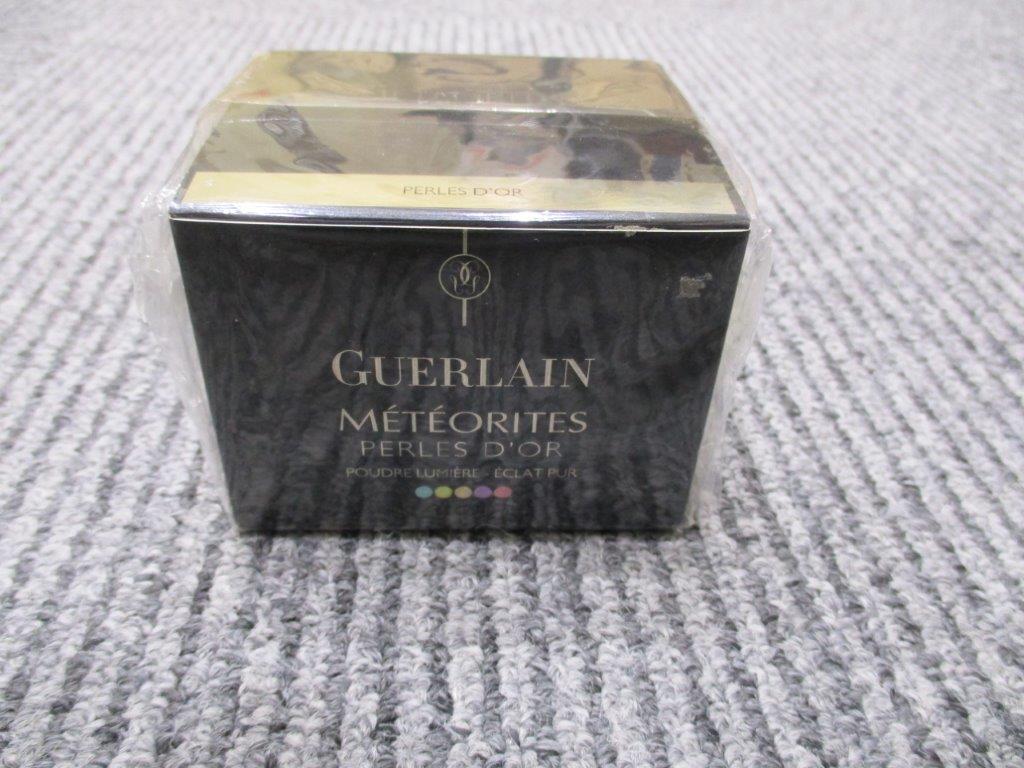 PERLES D'OR
GUERLAIN
MÉTÉORITES
PERLES D'OR
POUDRE LUMIÈRE - ÉCLAT PUR